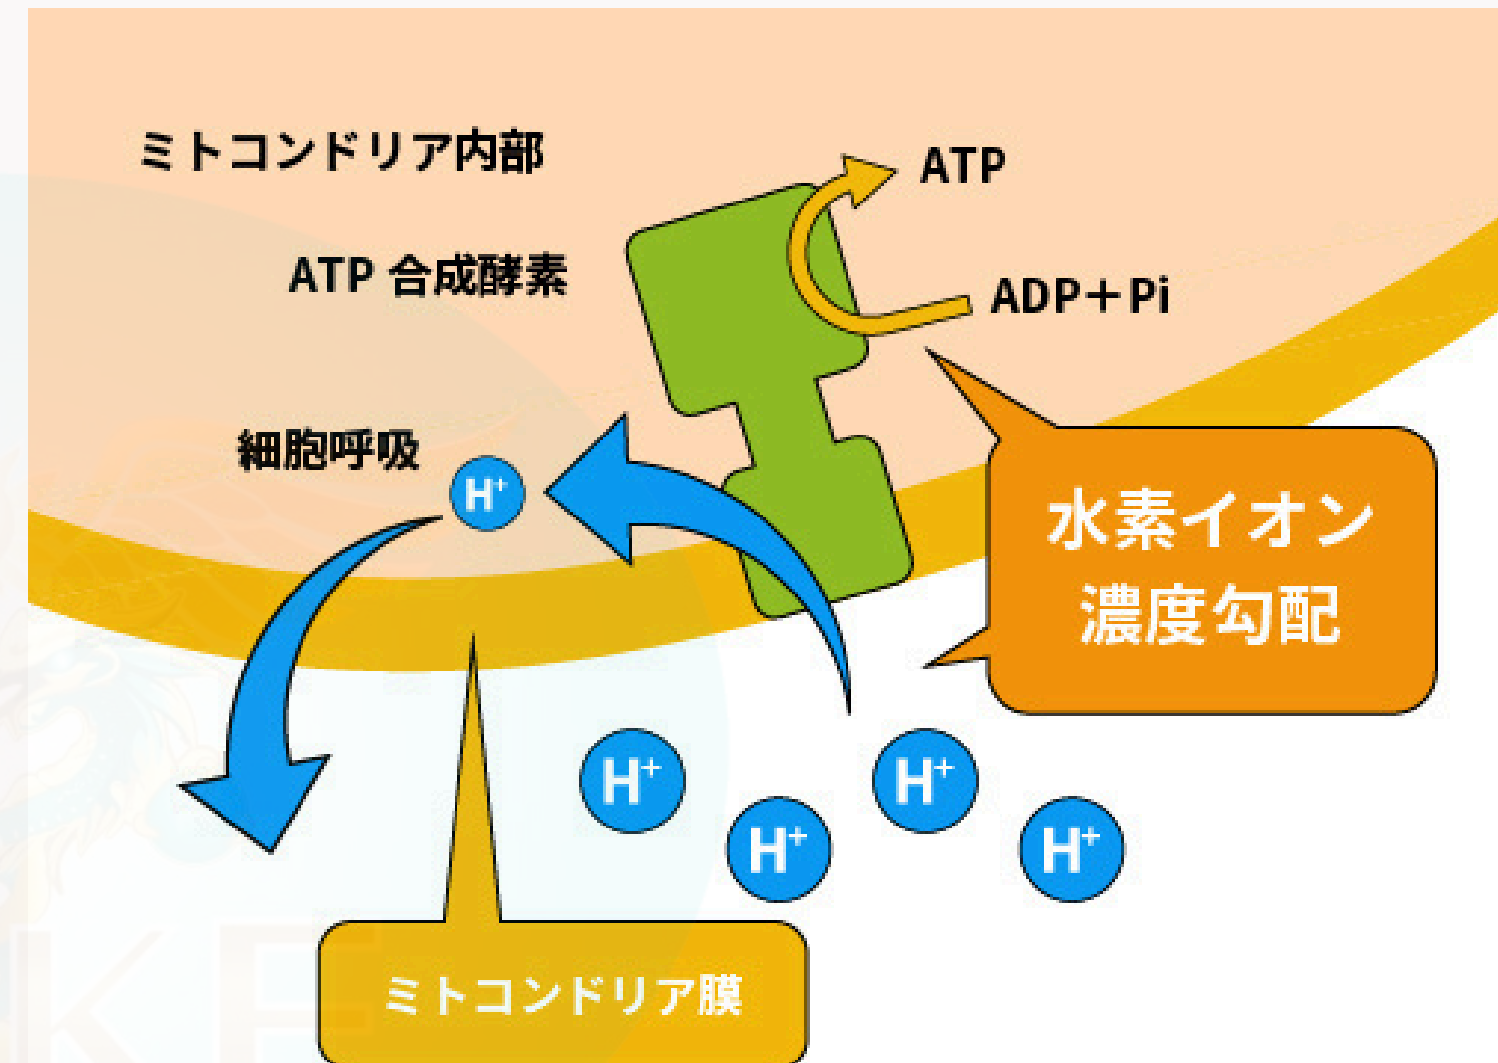 ミトコンドリア内部
ATP
ATP 合成酵素
ADP＋Pi
細胞呼吸
H⁺
水素イオン
濃度勾配
H⁺
H⁺
H⁺
H⁺
ミトコンドリア膜